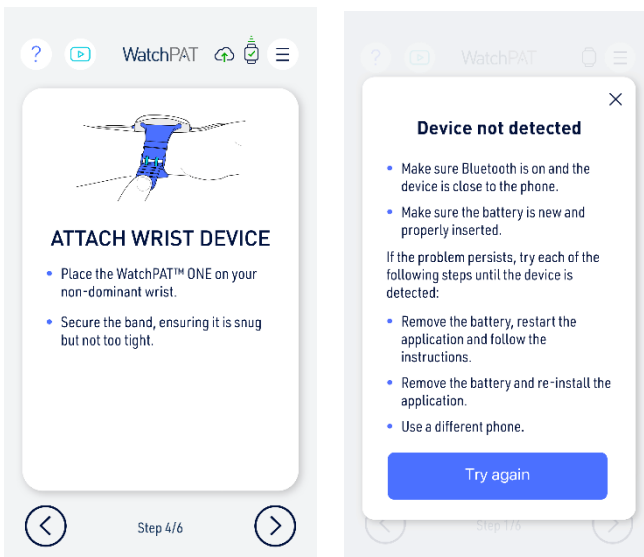 ?
WatchPAT
ATTACH WRIST DEVICE
• Place the WatchPAT™ ONE on your
non-dominant wrist.
• Secure the band, ensuring it is snug
but not too tight.
Step 4/6
?
WatchPAT
Device not detected
• Make sure Bluetooth is on and the
device is close to the phone.
• Make sure the battery is new and
properly inserted.
If the problem persists, try each of the
following steps until the device is
detected:
• Remove the battery, restart the
application and follow the
instructions.
• Remove the battery and re-install the
application.
• Use a different phone.
Try again
Step 1/6